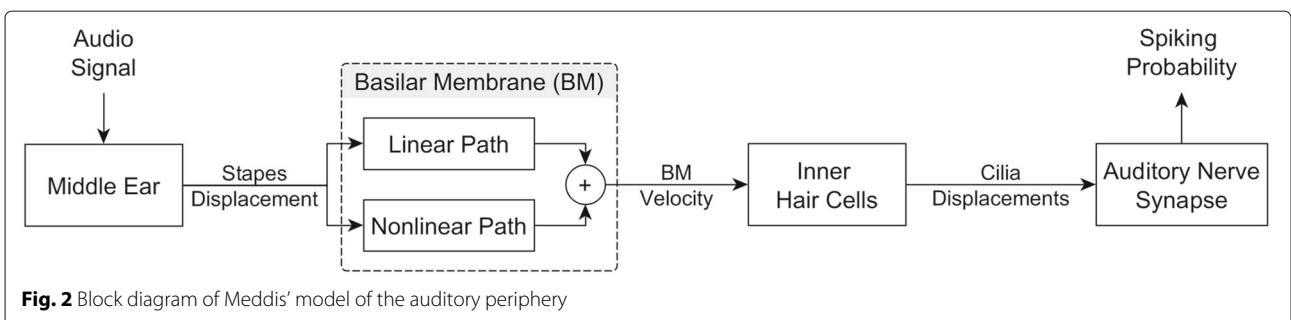 Audio
Signal
Middle Ear
Stapes
Displacement
Basilar Membrane (BM)
Linear Path
+
Nonlinear Path
BM
Velocity
Inner
Hair Cells
Cilia
Displacements
Spiking
Probability
Auditory Nerve
Synapse
Fig. 2 Block diagram of Meddis’ model of the auditory periphery